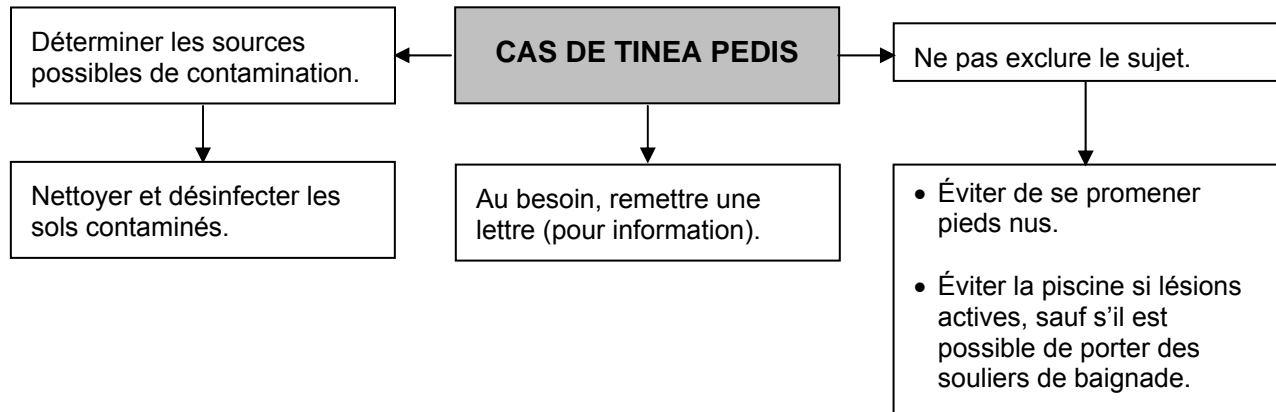 CAS DE TINEA PEDIS
Déterminer les sources
possibles de contamination.
Nettoyer et désinfecter les
sols contaminés.
Au besoin, remettre une
lettre (pour information).
Ne pas exclure le sujet.
• Éviter de se promener
pieds nus.
• Éviter la piscine si lésions
actives, sauf s’il est
possible de porter des
souliers de baignade.